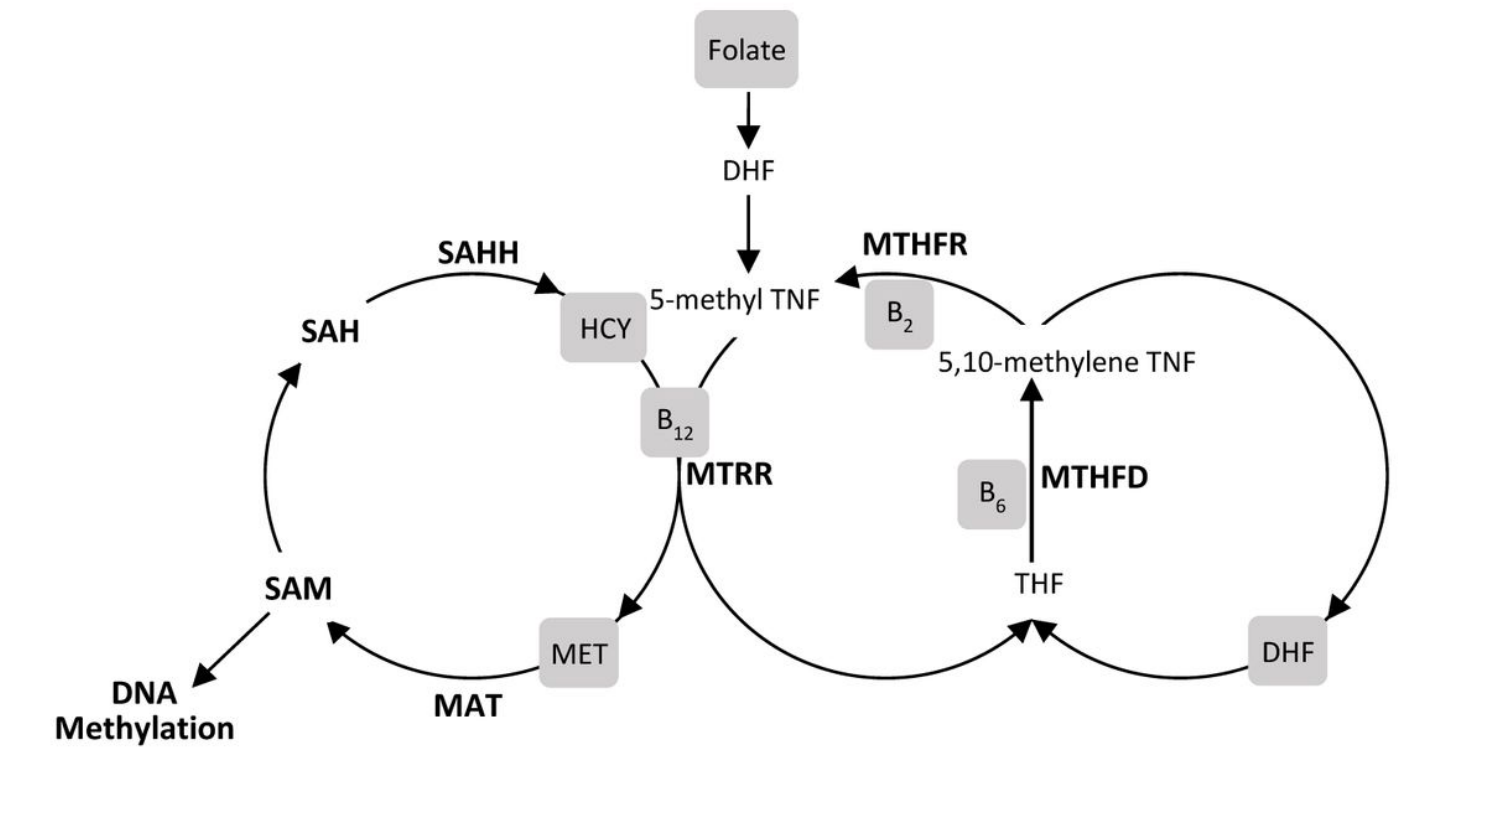 Folate
DHF
SAHH
MTHFR
5-methyl TNF
HCY
B2
SAH
5,10-methylene TNF
B12
MTRR
MTHFD
B6
THF
SAM
MET
DHF
DNA
Methylation
MAT